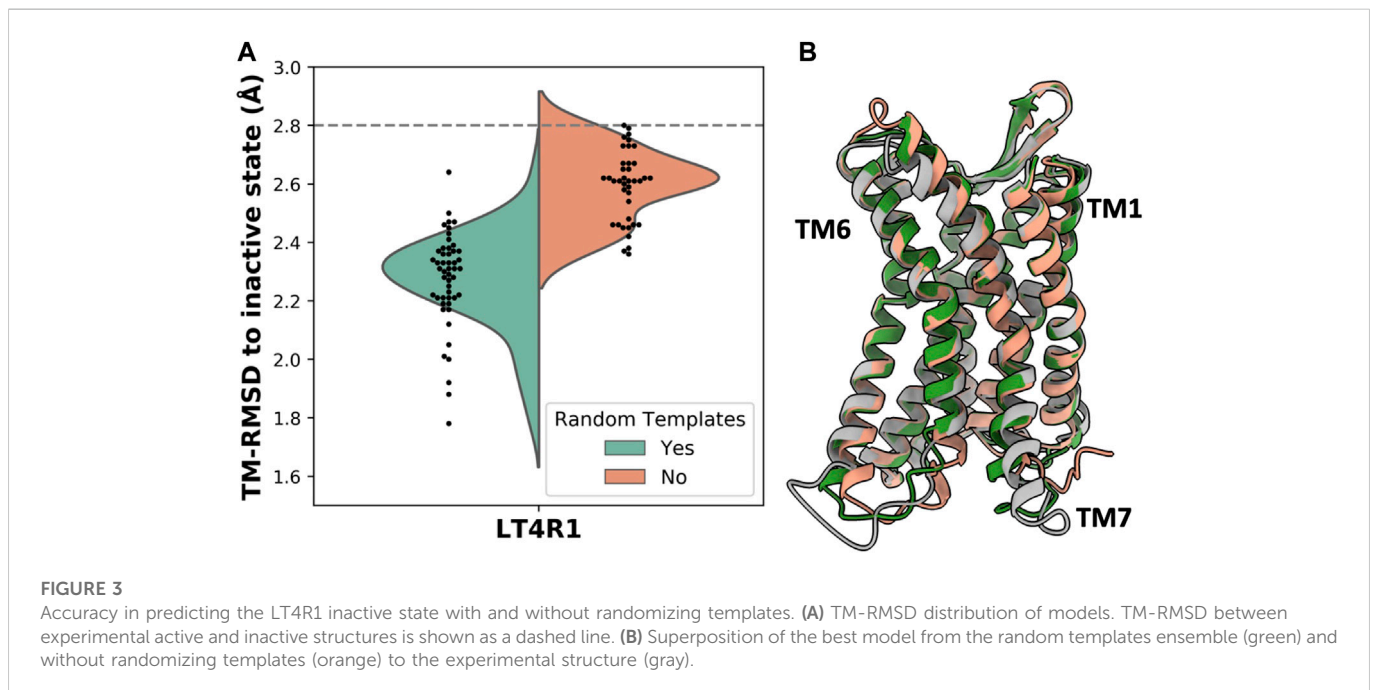 A
B
TM-RMSD to inactive state (Å)
3.0
2.8
2.6
2.4
2.2
2.0
1.8
1.6
Random Templates
Yes
No
LT4R1
TM6
TM1
TM7
FIGURE 3
Accuracy in predicting the LT4R1 inactive state with and without randomizing templates. (A) TM-RMSD distribution of models. TM-RMSD between
experimental active and inactive structures is shown as a dashed line. (B) Superposition of the best model from the random templates ensemble (green) and
without randomizing templates (orange) to the experimental structure (gray).